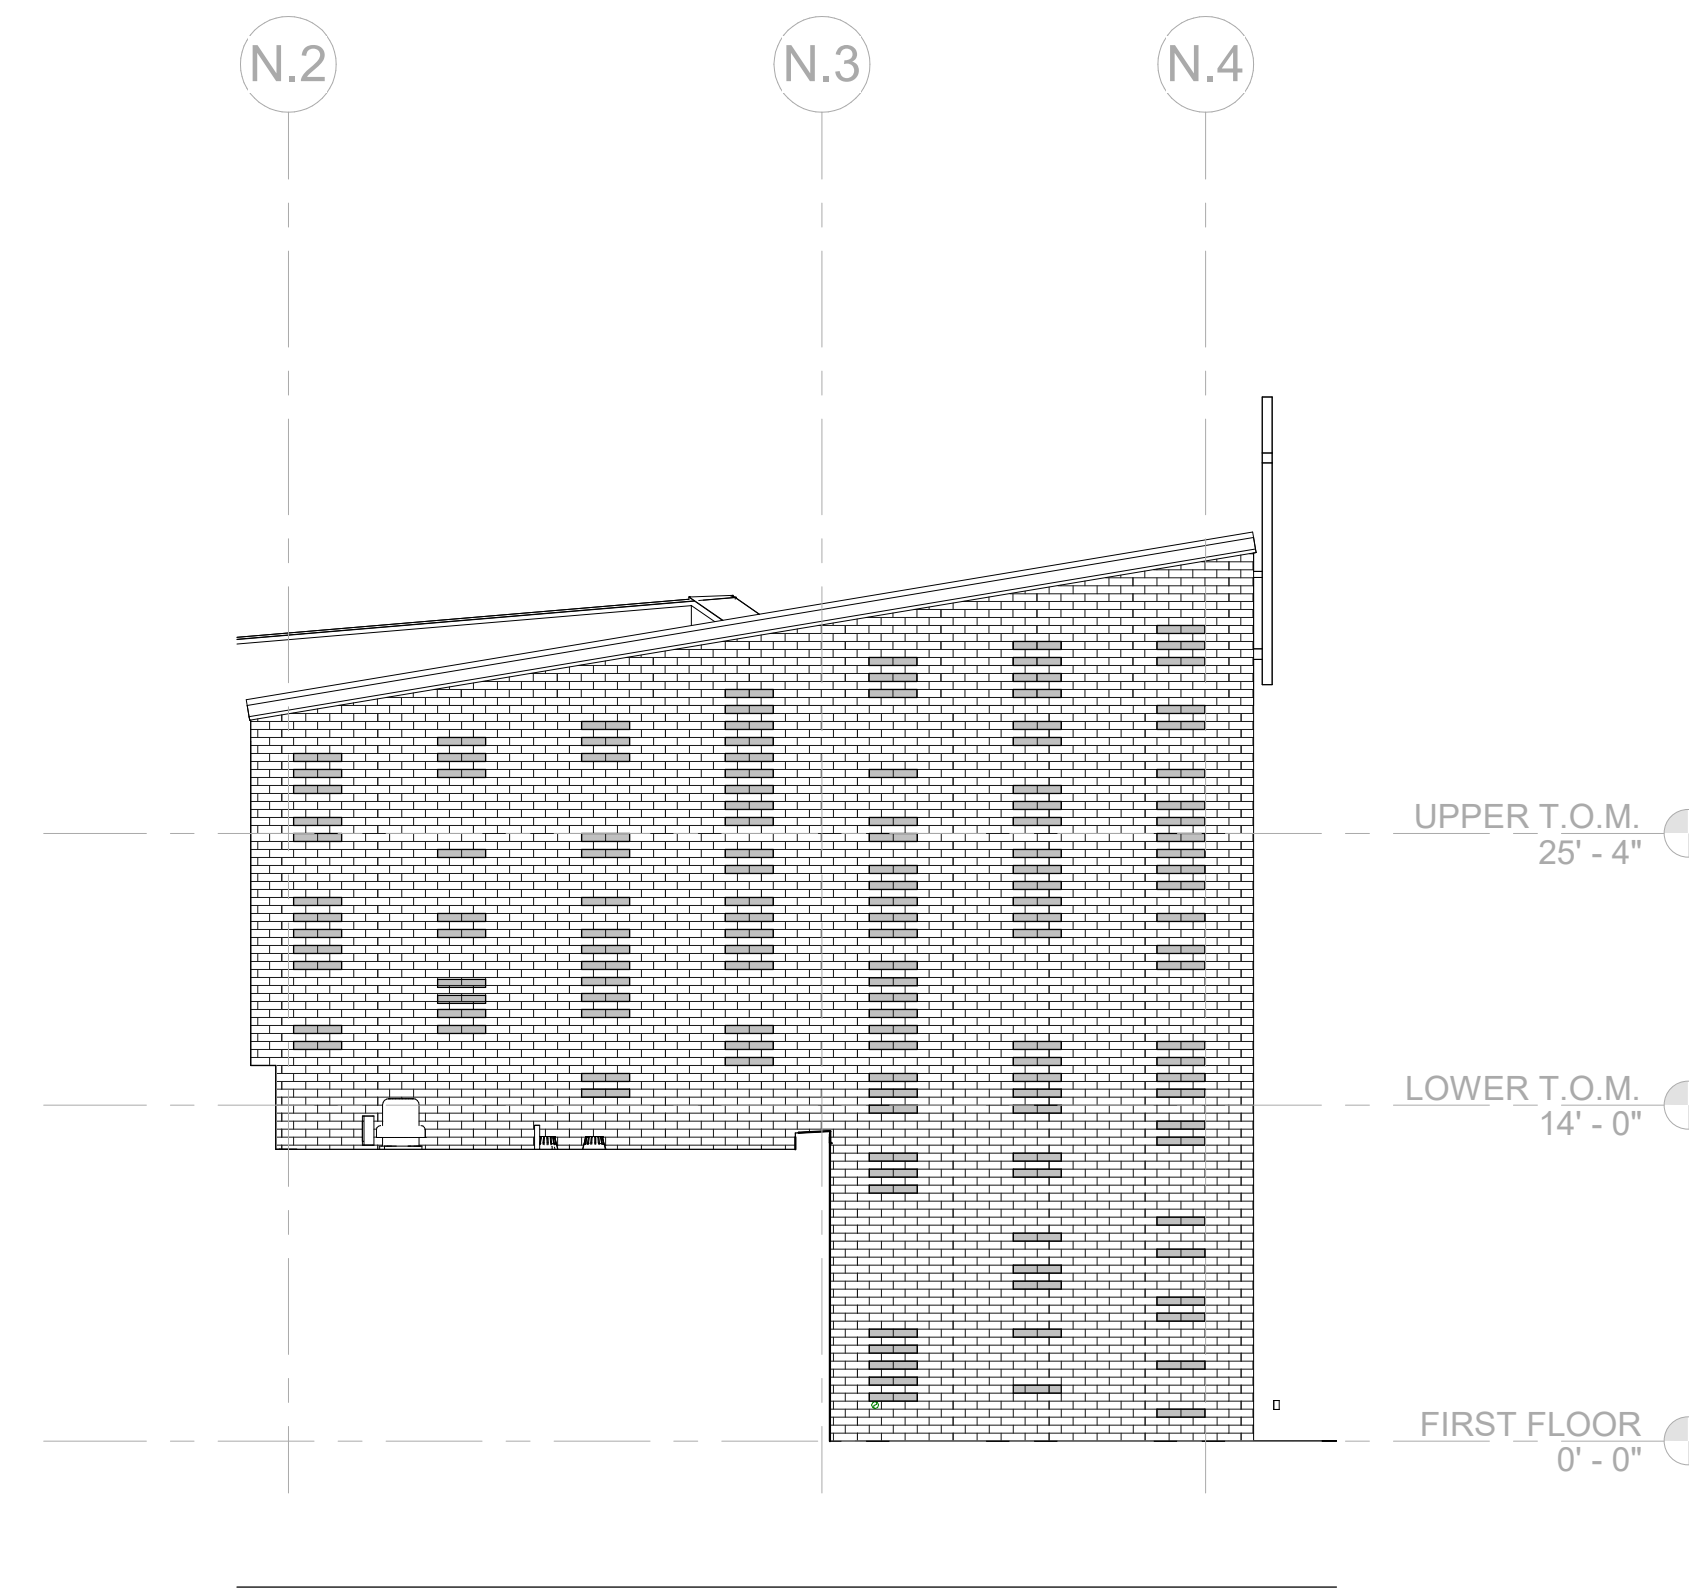 N.2
N.3
N.4
UPPER T.O.M.
25' - 4"
LOWER T.O.M.
14' - 0"
FIRST FLOOR
0' - 0"